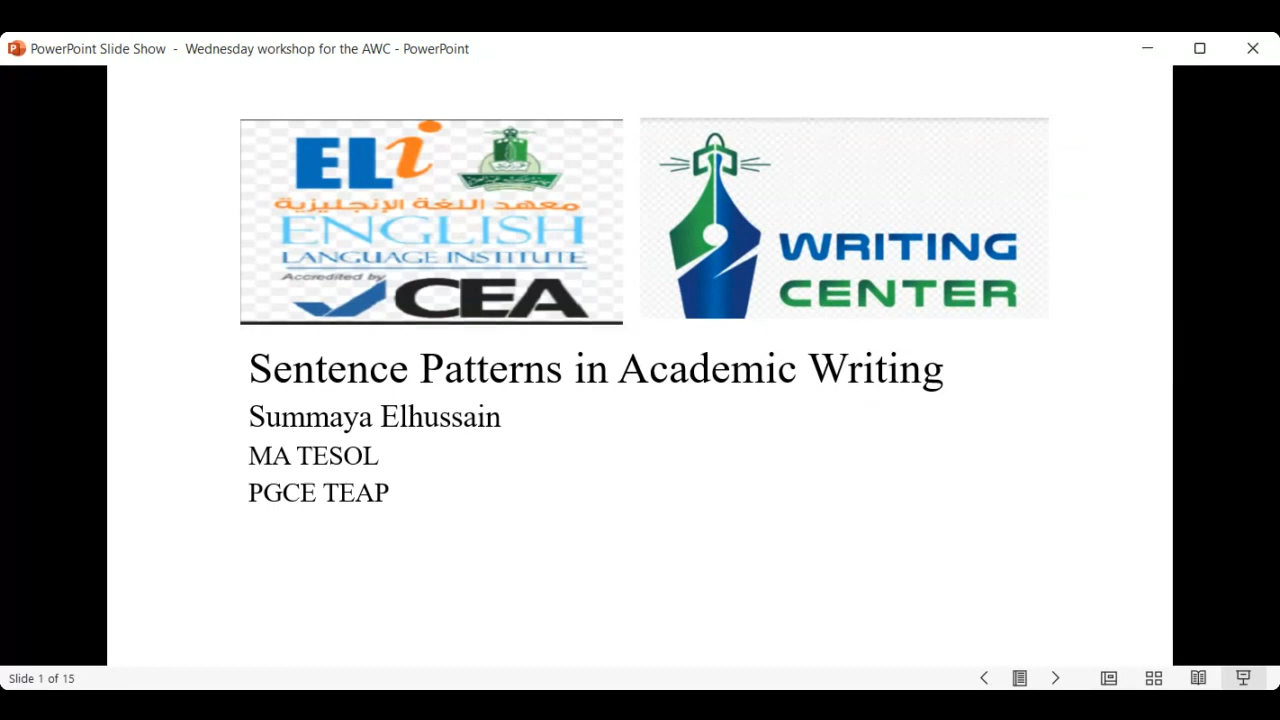 PowerPoint Slide Show - Wednesday workshop for the AWC - PowerPoint
ELi
معهد اللغة الإنجليزية
ENGLISH
LANGUAGE INSTITUTE
Accredited by
CEA
WRITING
CENTER
Sentence Patterns in Academic Writing
Summaya Elhussain
MA TESOL
PGCE TEAP
Slide 1 of 15